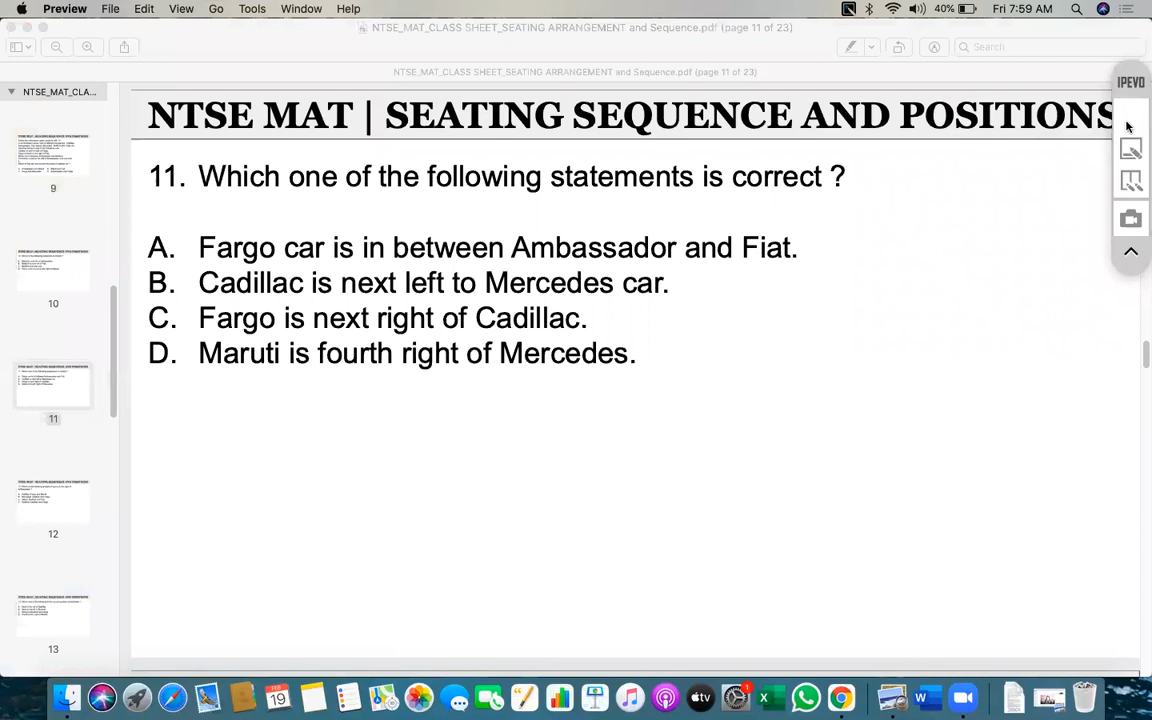 Preview File Edit View Go Tools Window Help 40% Fri 7:59 AM
NTSE_MAT_CLASS SHEET_SEATING ARRANGEMENT and Sequence.pdf (page 11 of 23)
Search
NTSE_MAT_CLASS SHEET_SEATING ARRANGEMENT and Sequence.pdf (page 11 of 23)
NTSE_MAT_CLA...
IPEVO
NTSE MAT | SEATING SEQUENCE AND POSITIONS
11. Which one of the following statements is correct ?
A. Fargo car is in between Ambassador and Fiat.
B. Cadillac is next left to Mercedes car.
C. Fargo is next right of Cadillac.
D. Maruti is fourth right of Mercedes.
9
10
11
12
13
FEB
19
tv
1
X
W